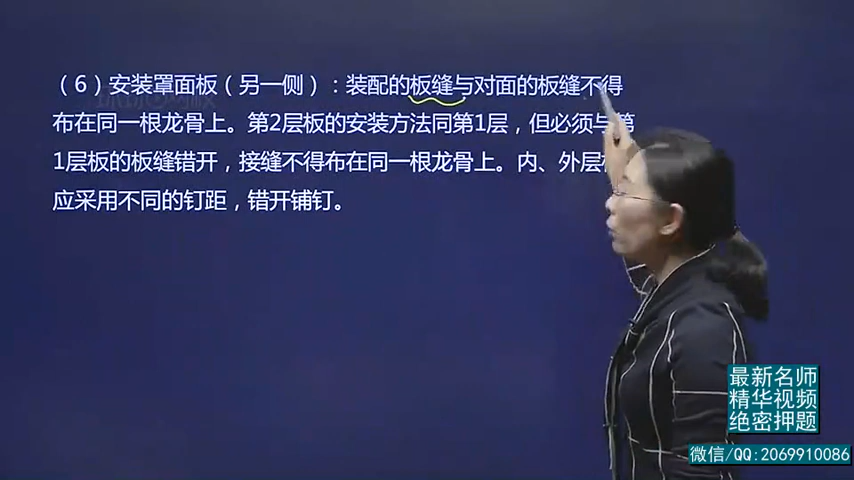 （6）安装罩面板（另一侧）：装配的板缝与对面的板缝不得
布在同一根龙骨上。第2层板的安装方法同第1层，但必须与第
1层板的板缝错开，接缝不得布在同一根龙骨上。内、外层
应采用不同的钉距，错开铺钉。
最新名师
精华视频
绝密押题
微信/QQ:2069910086